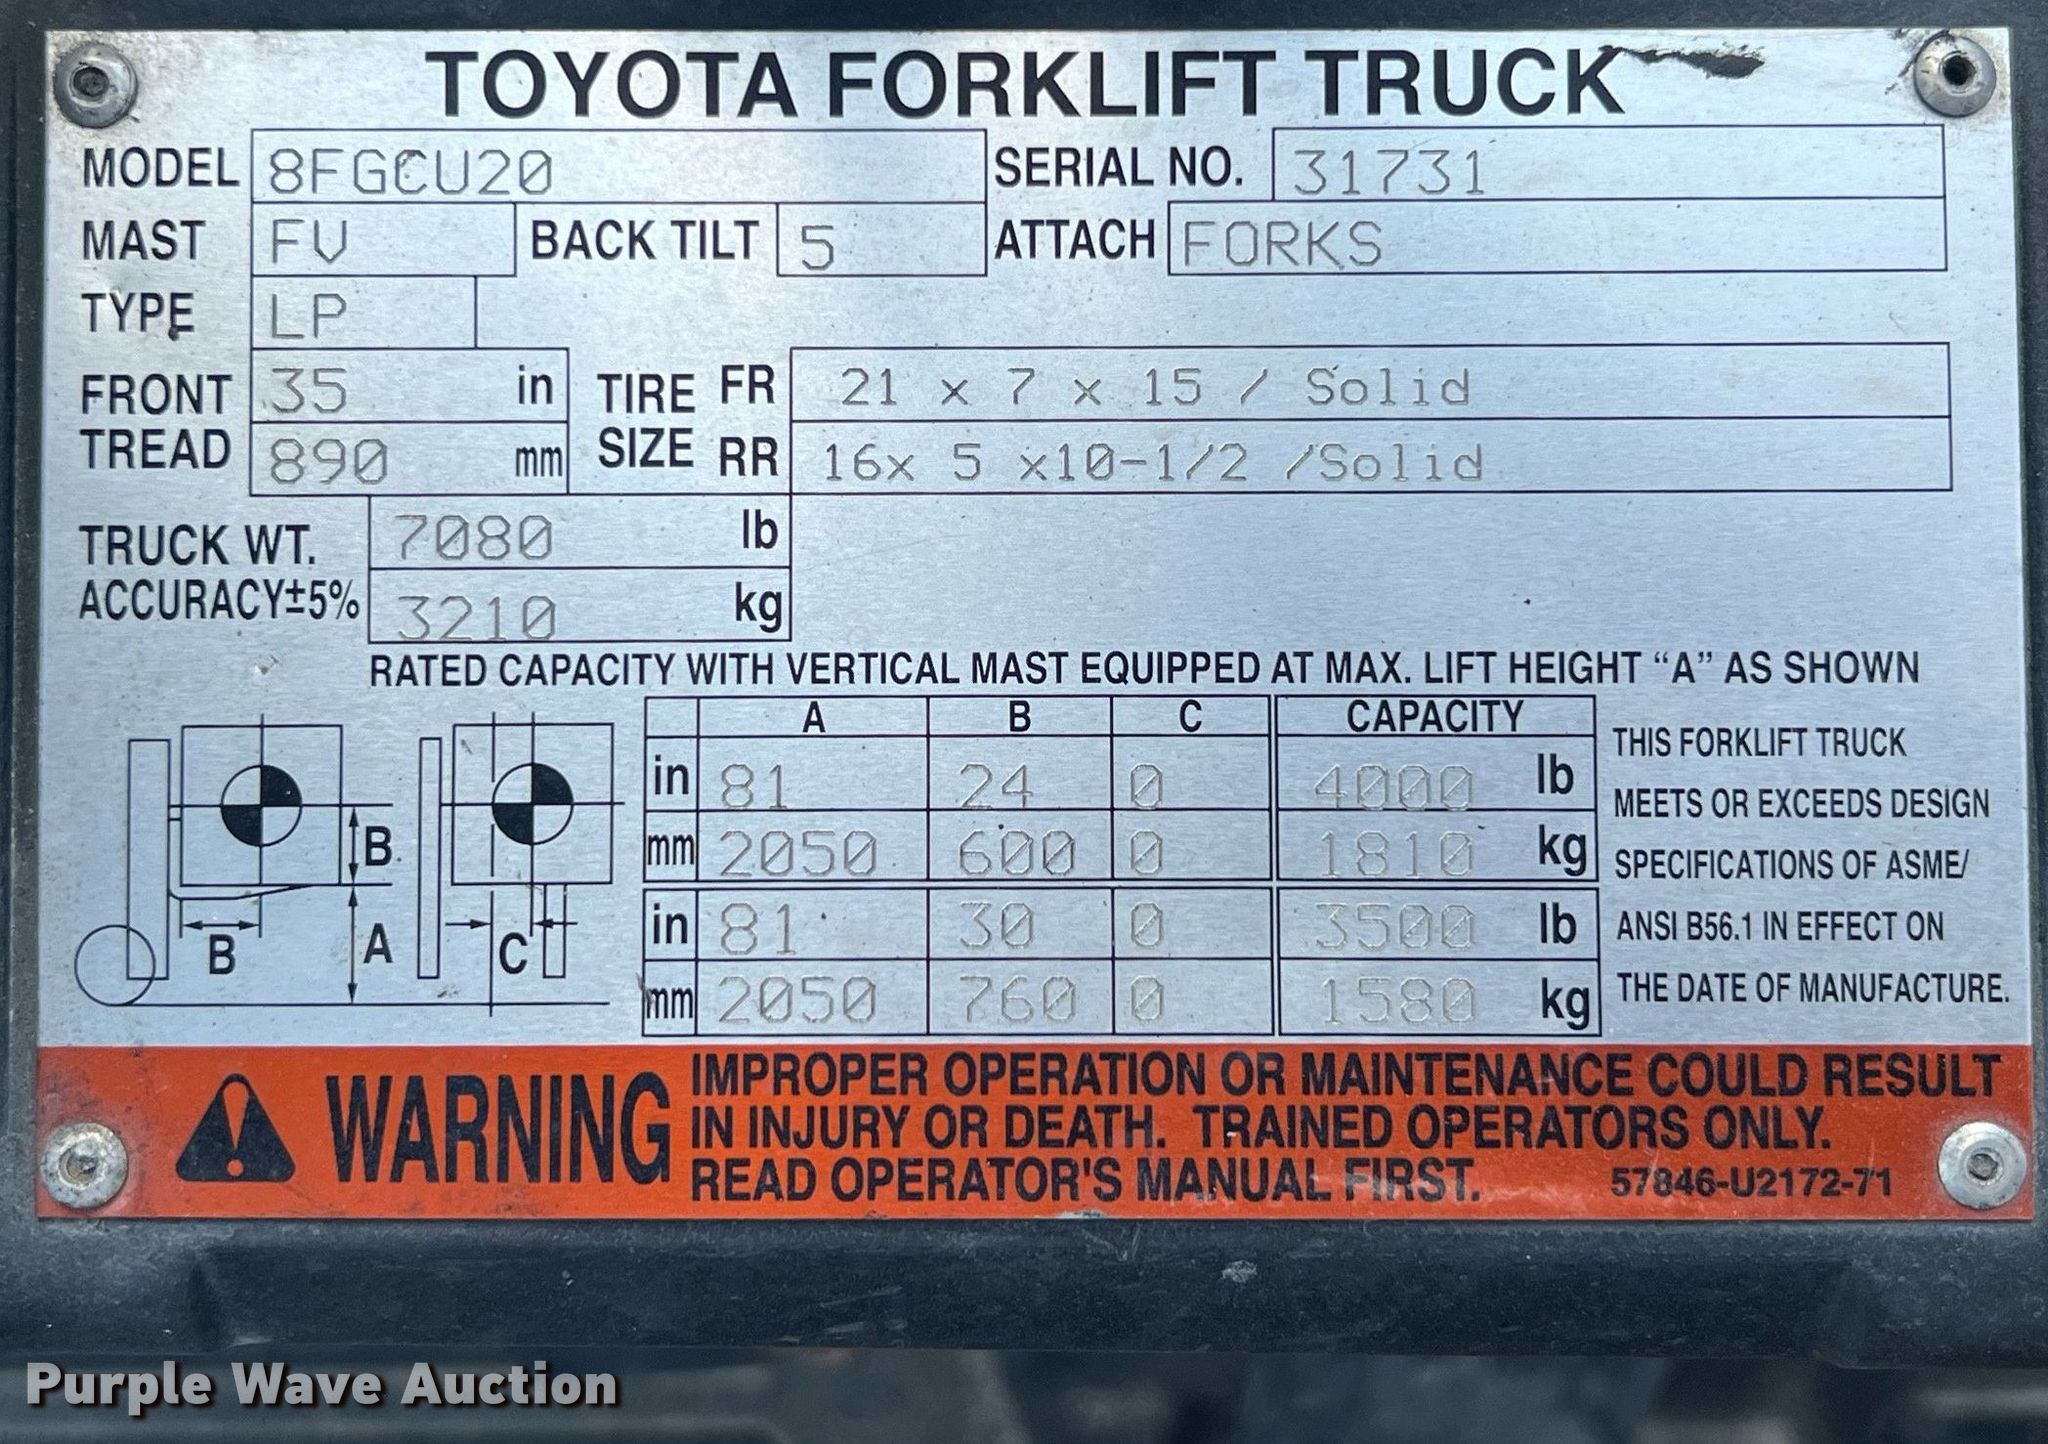 TOYOTA FORKLIFT TRUCK
MODEL 8FGCU20 SERIAL NO. 31731
MAST FV BACK TILT 5 ATTACH FORKS
TYPE LP
FRONT TREAD 35 in TIRE SIZE FR 21 x 7 x 15 / Solid
890 mm RR 16x 5 x10-1/2 /Solid
TRUCK WT. 7080 lb
ACCURACY±5% 3210 kg
RATED CAPACITY WITH VERTICAL MAST EQUIPPED AT MAX. LIFT HEIGHT “A” AS SHOWN
A B C CAPACITY
in 81 24 0 4000 lb
mm 2050 600 0 1810 kg
in 81 30 0 3500 lb
mm 2050 760 0 1580 kg
B
B A C
THIS FORKLIFT TRUCK
MEETS OR EXCEEDS DESIGN
SPECIFICATIONS OF ASME/
ANSI B56.1 IN EFFECT ON
THE DATE OF MANUFACTURE.
WARNING
IMPROPER OPERATION OR MAINTENANCE COULD RESULT
IN INJURY OR DEATH. TRAINED OPERATORS ONLY.
READ OPERATOR'S MANUAL FIRST. 57846-U2172-71
Purple Wave Auction